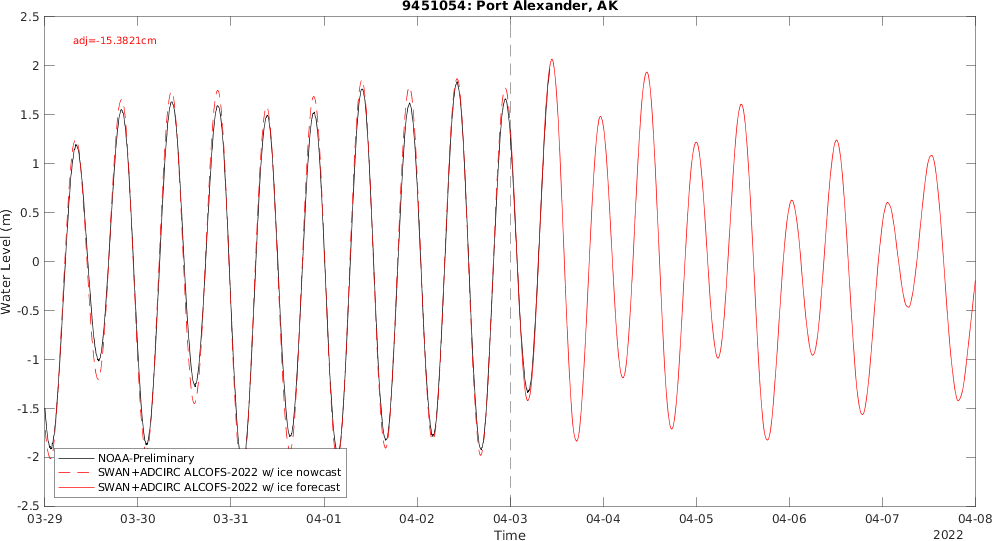 9451054: Port Alexander, AK
adj=-15.3821cm
Water Level (m)
2.5
2
1.5
1
0.5
0
-0.5
-1
-1.5
-2
-2.5
NOAA-Preliminary
SWAN+ADCIRC ALCOFS-2022 w/ ice nowcast
SWAN+ADCIRC ALCOFS-2022 w/ ice forecast
03-29 03-30 03-31 04-01 04-02 04-03 04-04 04-05 04-06 04-07 04-08
Time
2022